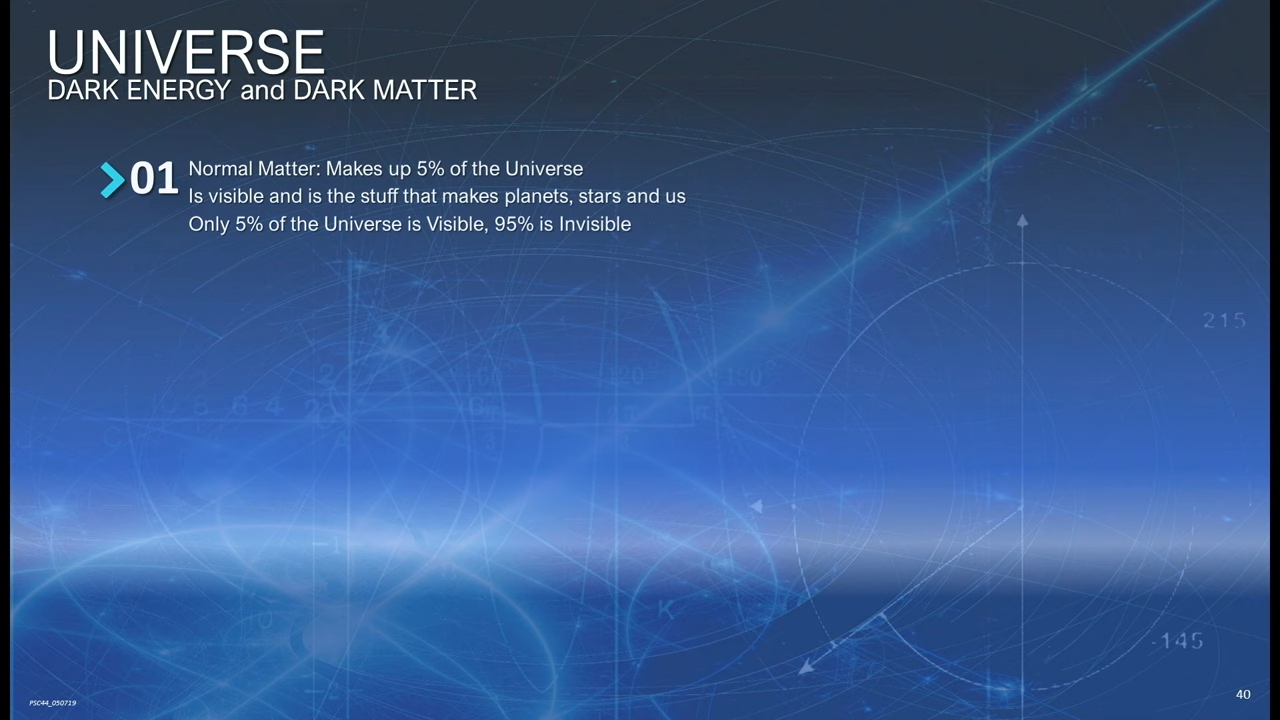 UNIVERSE
DARK ENERGY and DARK MATTER
01
Normal Matter: Makes up 5% of the Universe
Is visible and is the stuff that makes planets, stars and us
Only 5% of the Universe is Visible, 95% is Invisible
215
K
-145
PSC44_050719
40